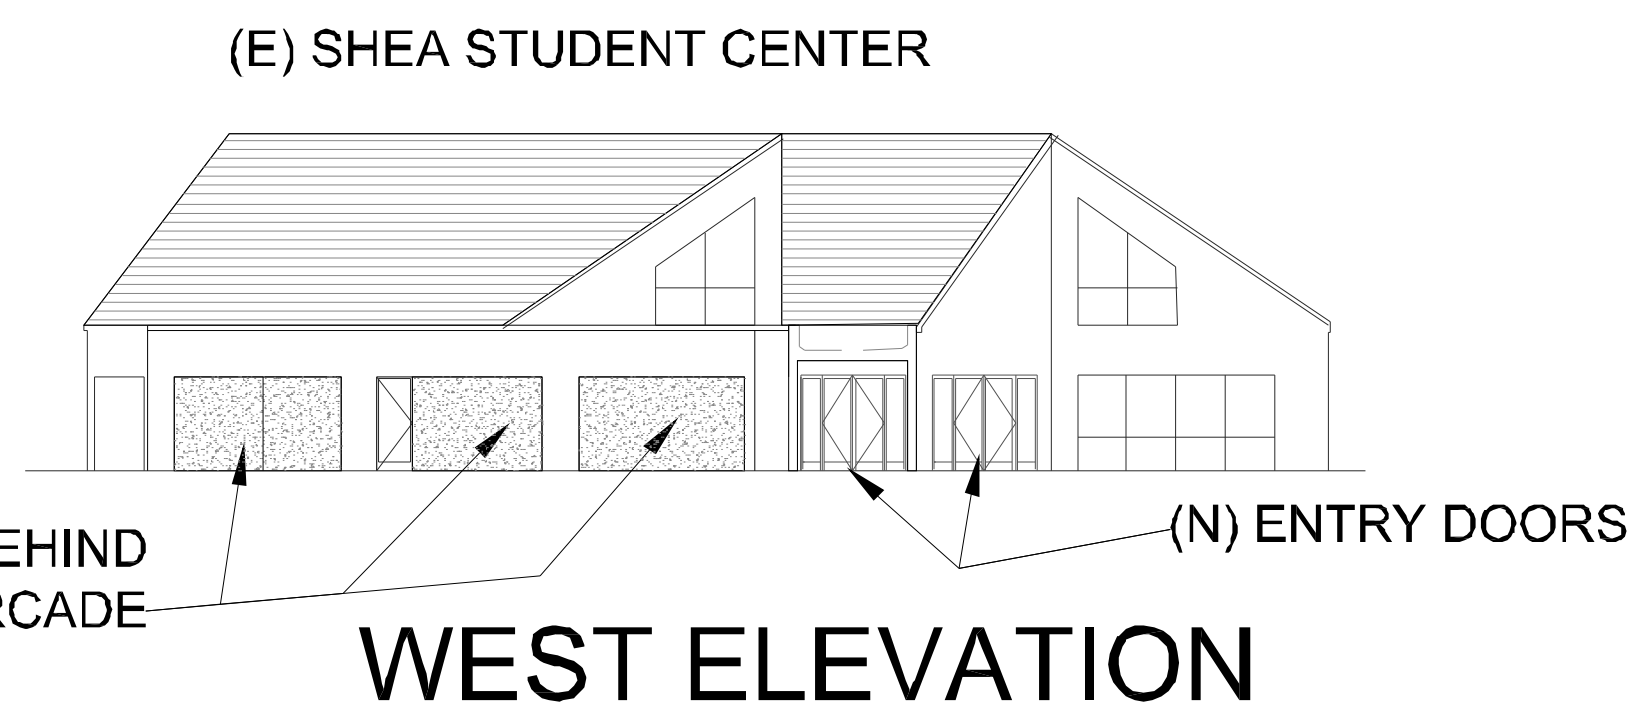 (E) SHEA STUDENT CENTER
(N) ENTRY DOORS
EHIND
RCADE
WEST ELEVATION